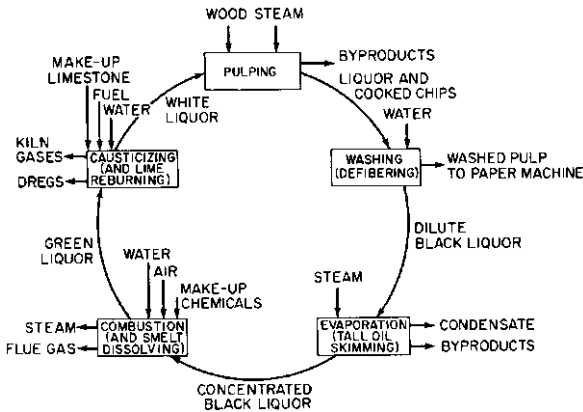 WOOD STEAM
PULPING
BYPRODUCTS
LIQUOR AND
COOKED CHIPS
WATER
WASHING
(DEFIBERING)
WASHED PULP
TO PAPER MACHINE
DILUTE
BLACK LIQUOR
STEAM
EVAPORATION
(TALL OIL
SKIMMING)
CONDENSATE
BYPRODUCTS
CONCENTRATED
BLACK LIQUOR
WATER
AIR
MAKE-UP
CHEMICALS
COMBUSTION
(AND SMELT
DISSOLVING)
STEAM
FLUE GAS
GREEN
LIQUOR
MAKE-UP
LIMESTONE
FUEL
WATER
CAUSTICIZING
(AND LIME
REBURNING)
KILN
GASES
DREGS
WHITE
LIQUOR